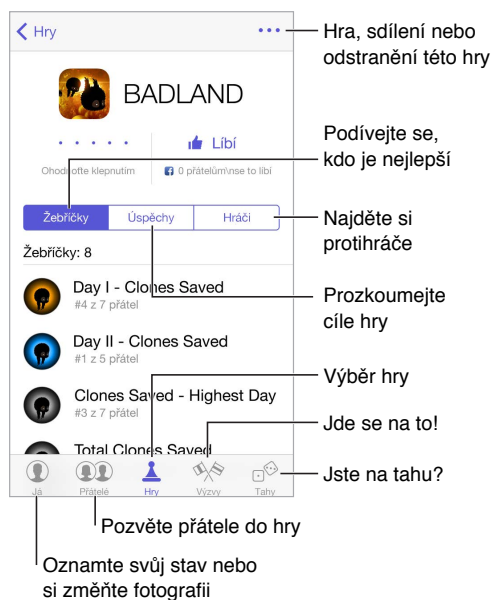 Hry
BADLAND
Líbí
Ohodnoťte klepnutím
0 přátelům\nse to líbí
Žebříčky
Úspěchy
Hráči
Žebříčky: 8
Day I - Clones Saved
#4 z 7 přátel
Day II - Clones Saved
#1 z 5 přátel
Clones Saved - Highest Day
#3 z 7 přátel
Total Clones Saved
Já
Přátelé
Hry
Výzvy
Tahy
Hra, sdílení nebo
odstranění této hry
Podívejte se,
kdo je nejlepší
Najděte si
protihráče
Prozkoumejte
cíle hry
Výběr hry
Jde se na to!
Jste na tahu?
Pozvěte přátele do hry
Oznamte svůj stav nebo
si změňte fotografii